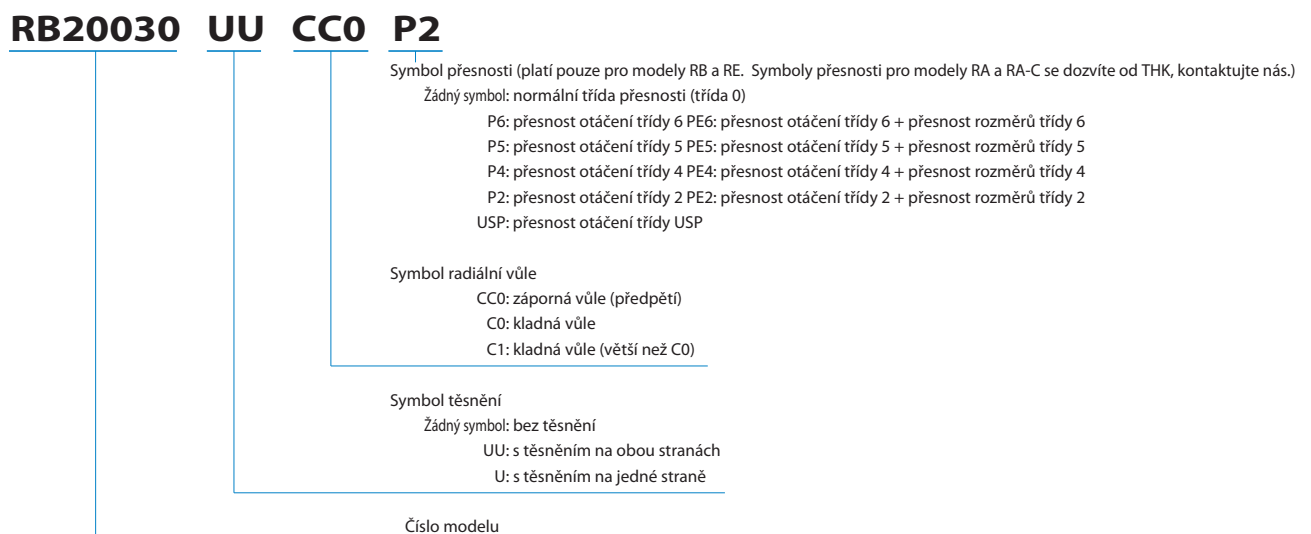 RB20030 UU CC0 P2
Symbol přesnosti (platí pouze pro modely RB a RE. Symboly přesnosti pro modely RA a RA-C se dozvíte od THK, kontaktujte nás.)
Žádný symbol: normální třída přesnosti (třída 0)
P6: přesnost otáčení třídy 6 PE6: přesnost otáčení třídy 6 + přesnost rozměrů třídy 6
P5: přesnost otáčení třídy 5 PE5: přesnost otáčení třídy 5 + přesnost rozměrů třídy 5
P4: přesnost otáčení třídy 4 PE4: přesnost otáčení třídy 4 + přesnost rozměrů třídy 4
P2: přesnost otáčení třídy 2 PE2: přesnost otáčení třídy 2 + přesnost rozměrů třídy 2
USP: přesnost otáčení třídy USP
Symbol radiální vůle
CC0: záporná vůle (předpětí)
C0: kladná vůle
C1: kladná vůle (větší než C0)
Symbol těsnění
Žádný symbol: bez těsnění
UU: s těsněním na obou stranách
U: s těsněním na jedné straně
Číslo modelu